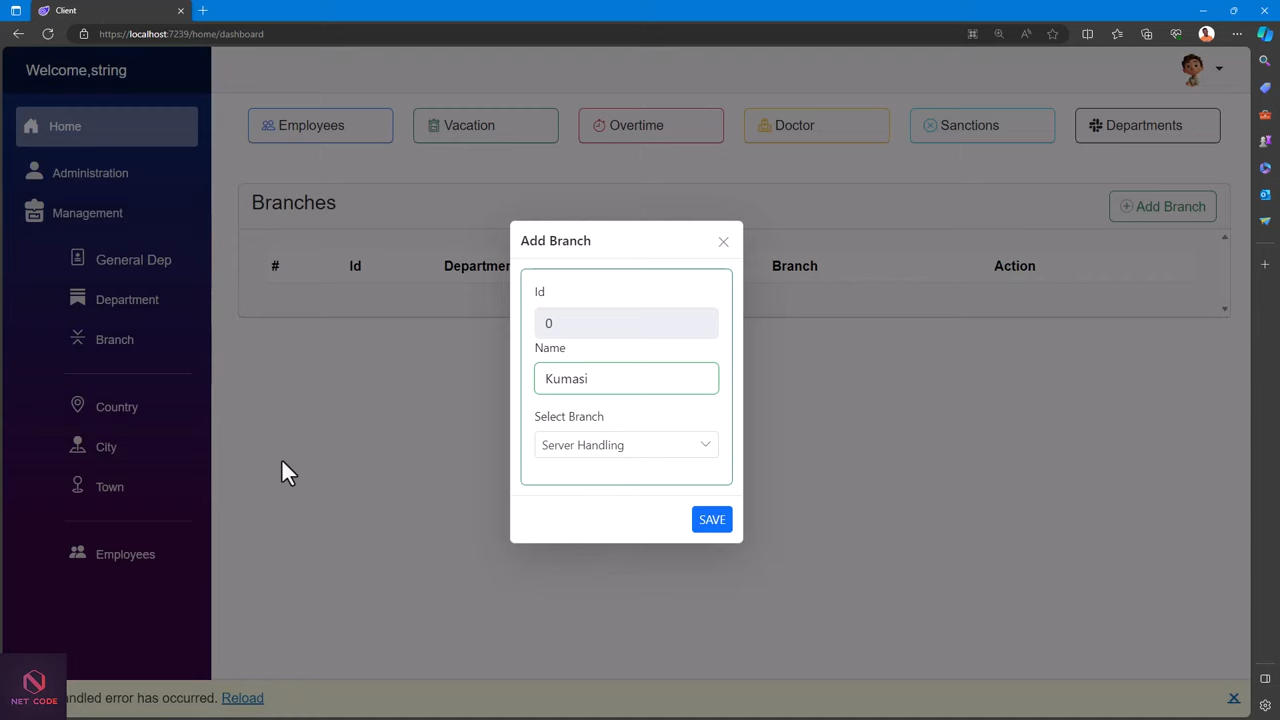 Client
https://localhost:7239/home/dashboard
Welcome,string
Home
Administration
Management
General Dep
Department
Branch
Country
City
Town
Employees
Employees
Vacation
Overtime
Doctor
Sanctions
Departments
Branches
Add Branch
# Id Departmen Branch Action
Add Branch
Id
0
Name
Kumasi
Select Branch
Server Handling
SAVE
NET CODE
ndled error has occurred. Reload